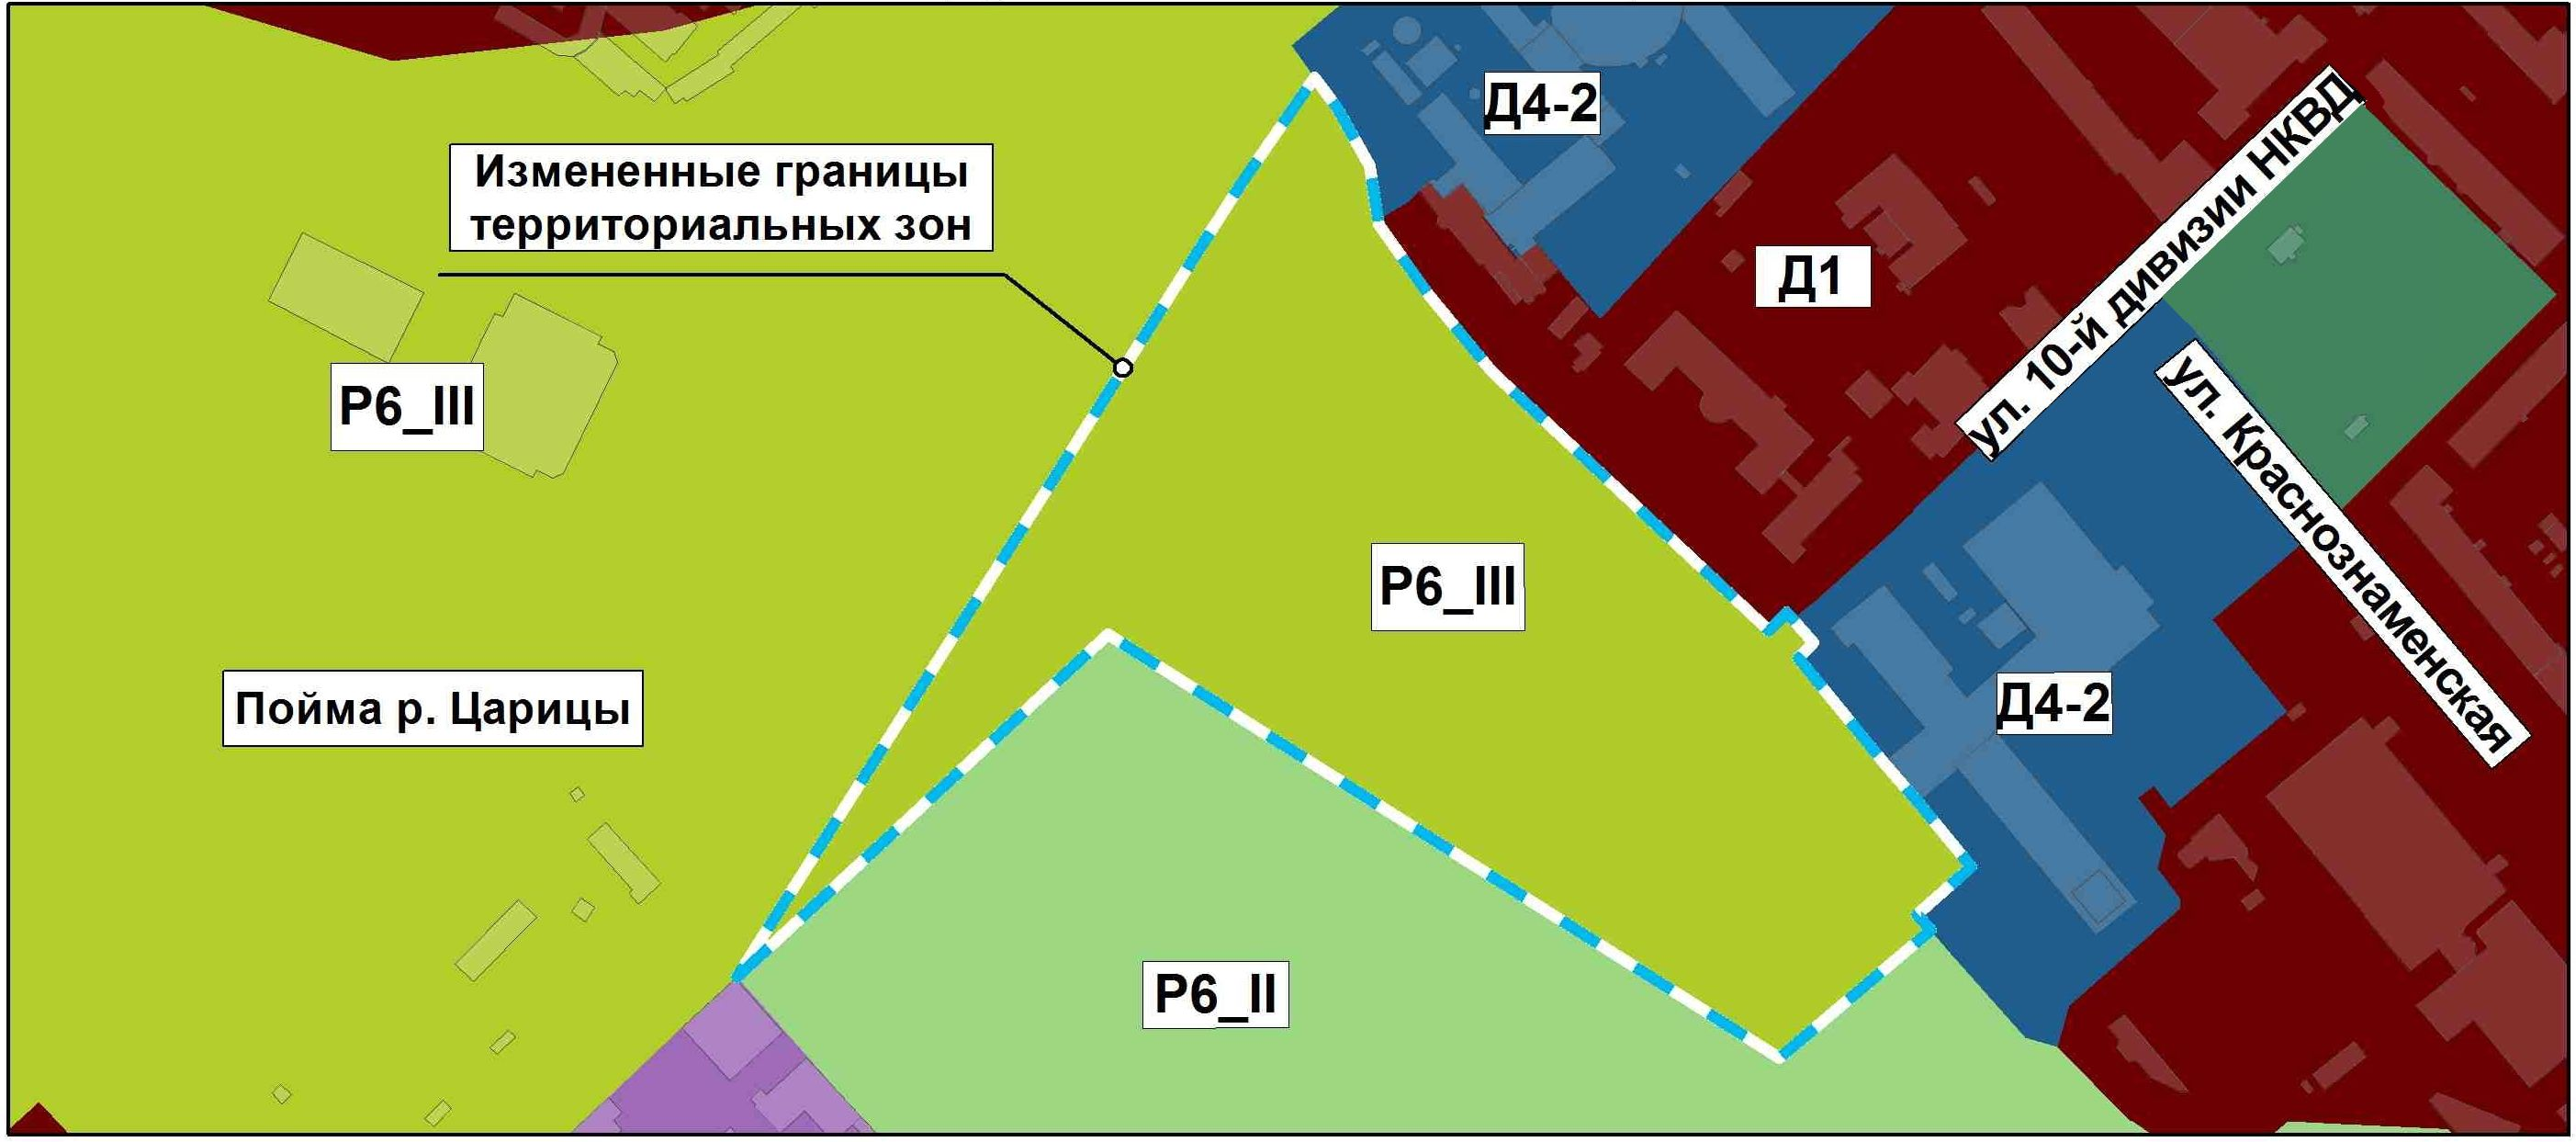 Д4-2
Измененные границы
территориальных зон
Д1
ул. 10-й дивизии НКВД
Р6_III
ул. Краснознаменская
Р6_III
Пойма р. Царицы
Д4-2
Р6_II